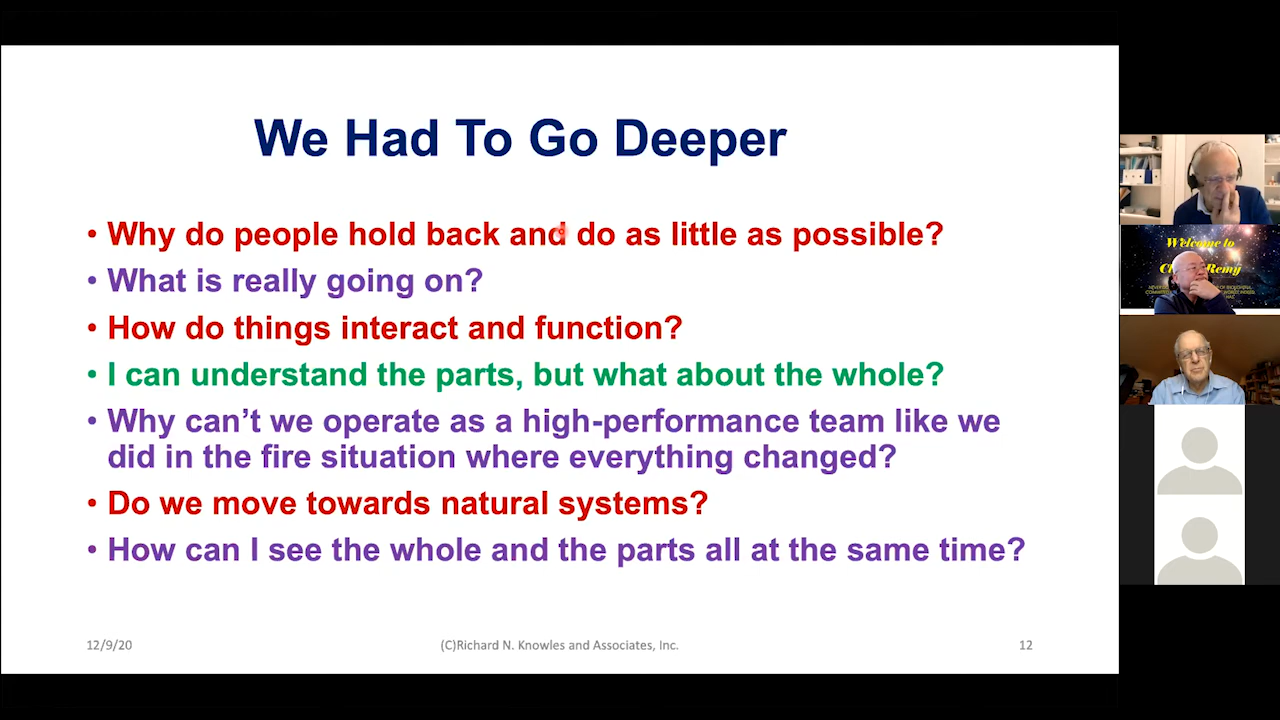 We Had To Go Deeper
• Why do people hold back and do as little as possible?
• What is really going on?
• How do things interact and function?
• I can understand the parts, but what about the whole?
• Why can’t we operate as a high-performance team like we
did in the fire situation where everything changed?
• Do we move towards natural systems?
• How can I see the whole and the parts all at the same time?
12/9/20
(C)Richard N. Knowles and Associates, Inc.
12
Welcome to
Remy